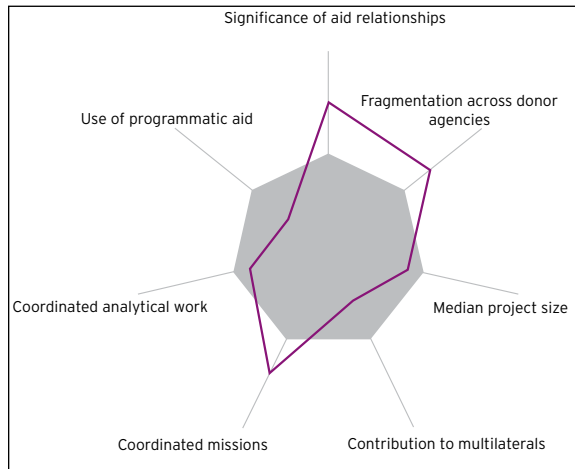 Significance of aid relationships
Fragmentation across donor
agencies
Use of programmatic aid
Coordinated analytical work
Median project size
Coordinated missions
Contribution to multilaterals